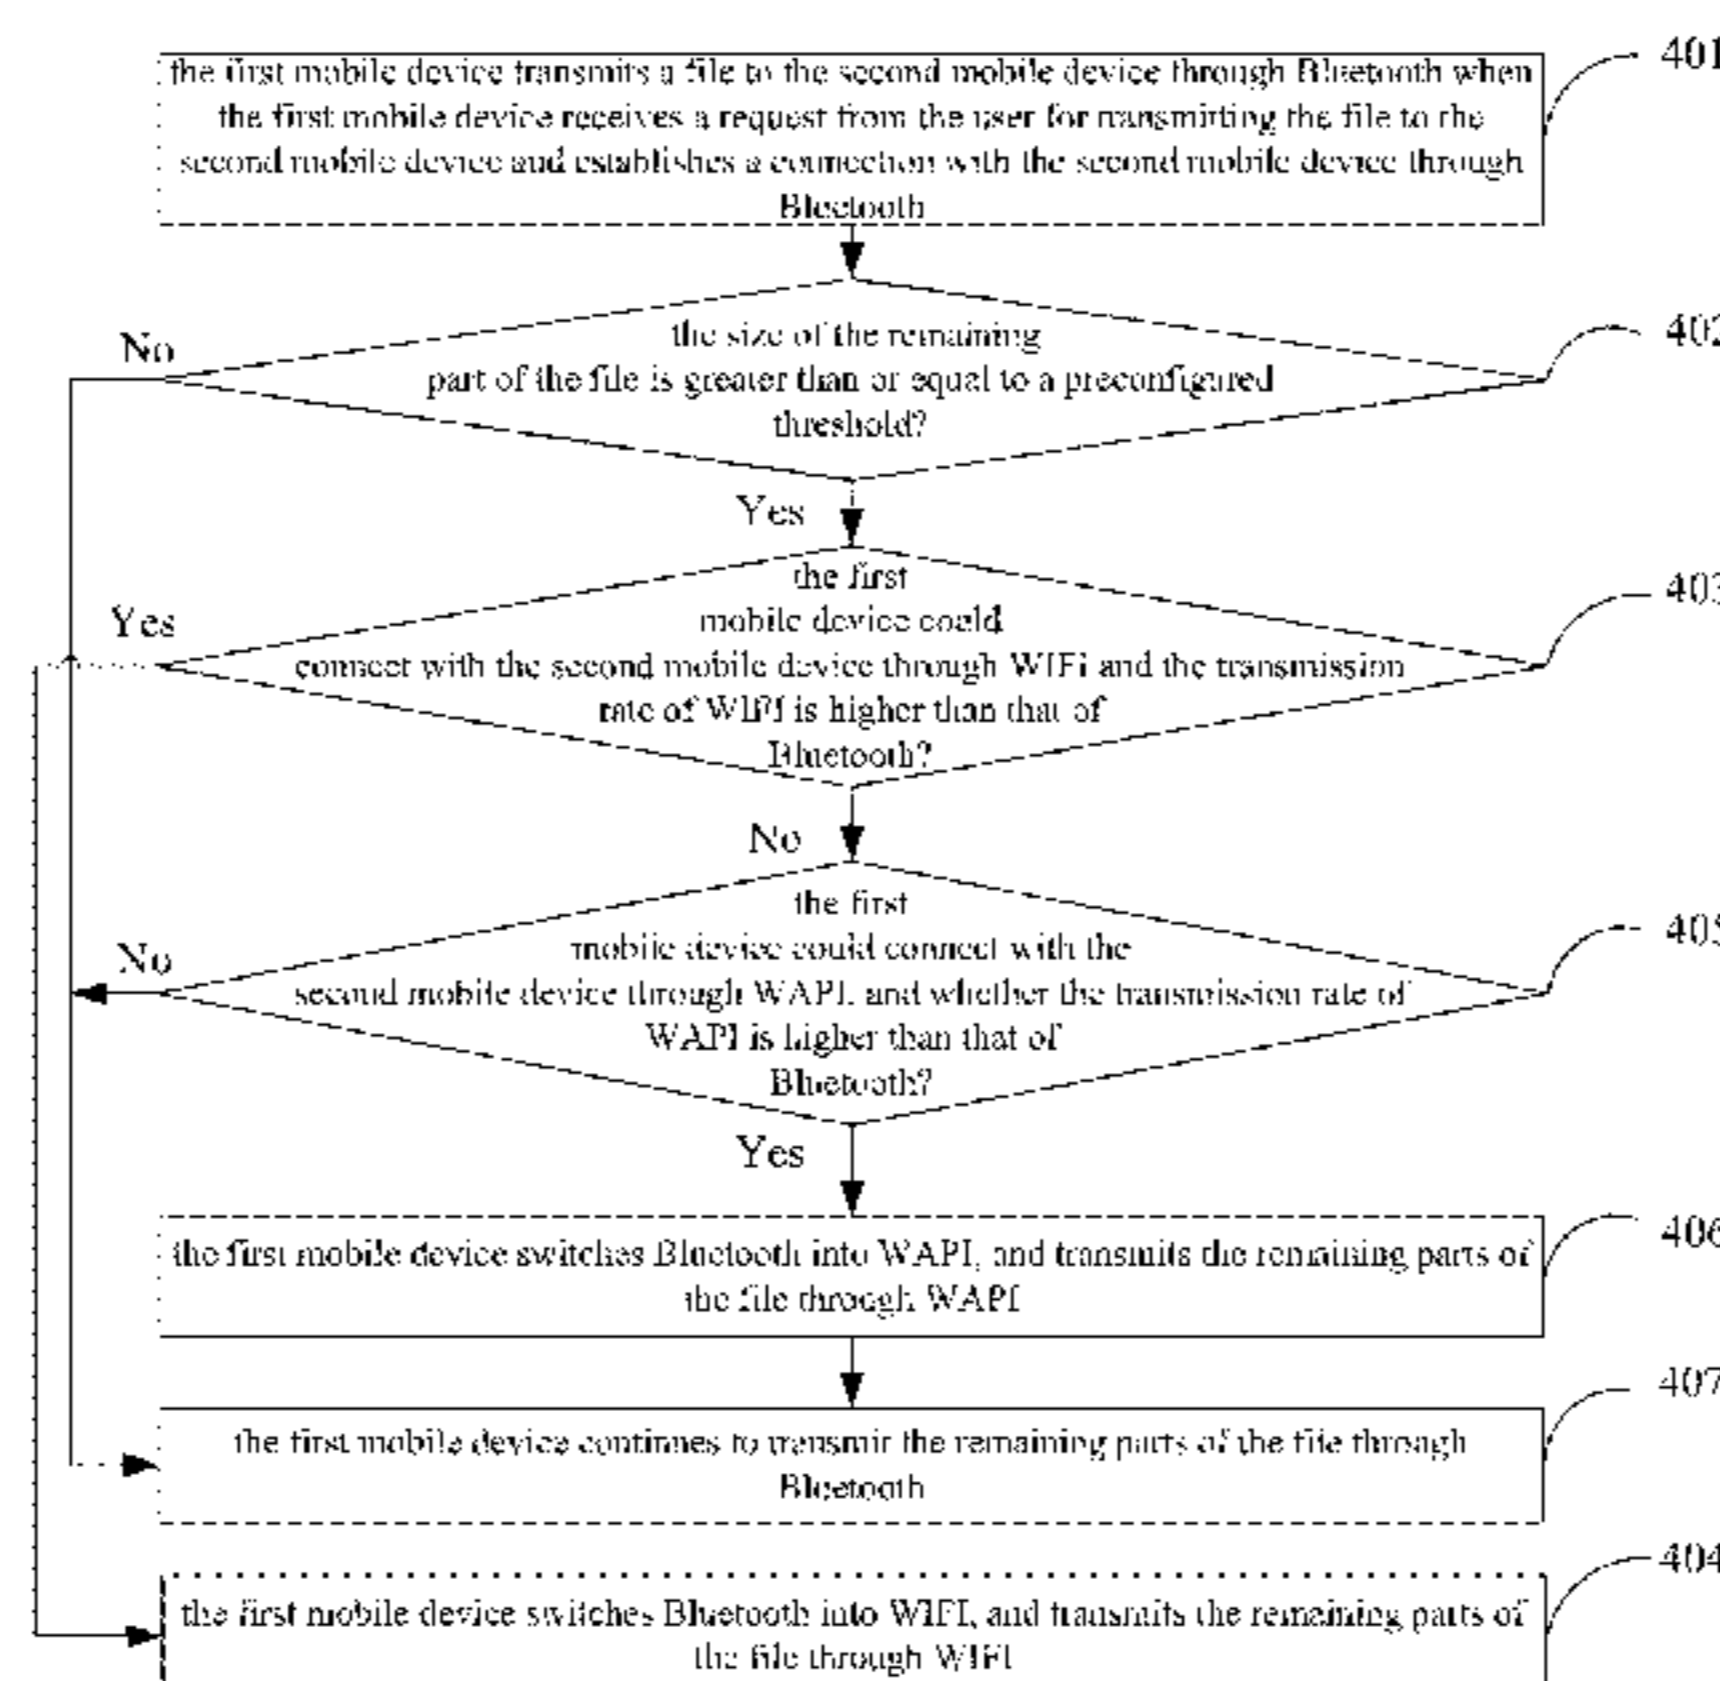 401
the first mobile device transmits a file to the second mobile device through Bluetooth when
the first mobile device receives a request from the user for transmitting the file to the
second mobile device and establishes a connection with the second mobile device through
Bluetooth
402
No
the size of the remaining
part of the file is greater than or equal to a preconfigured
threshold?
Yes
403
the first
mobile device could
Yes
connect with the second mobile device through WIFI and the transmission
rate of WIFI is higher than that of
Bluetooth?
No
405
the first
mobile device could connect with the
No
second mobile device through WAPI, and whether the transmission rate of
WAPI is higher than that of
Bluetooth?
Yes
406
the first mobile device switches Bluetooth into WAPI, and transmits the remaining parts of
the file through WAPI
407
the first mobile device continues to transmit the remaining parts of the file through
Bluetooth
404
the first mobile device switches Bluetooth into WIFI, and transmits the remaining parts of
the file through WIFI